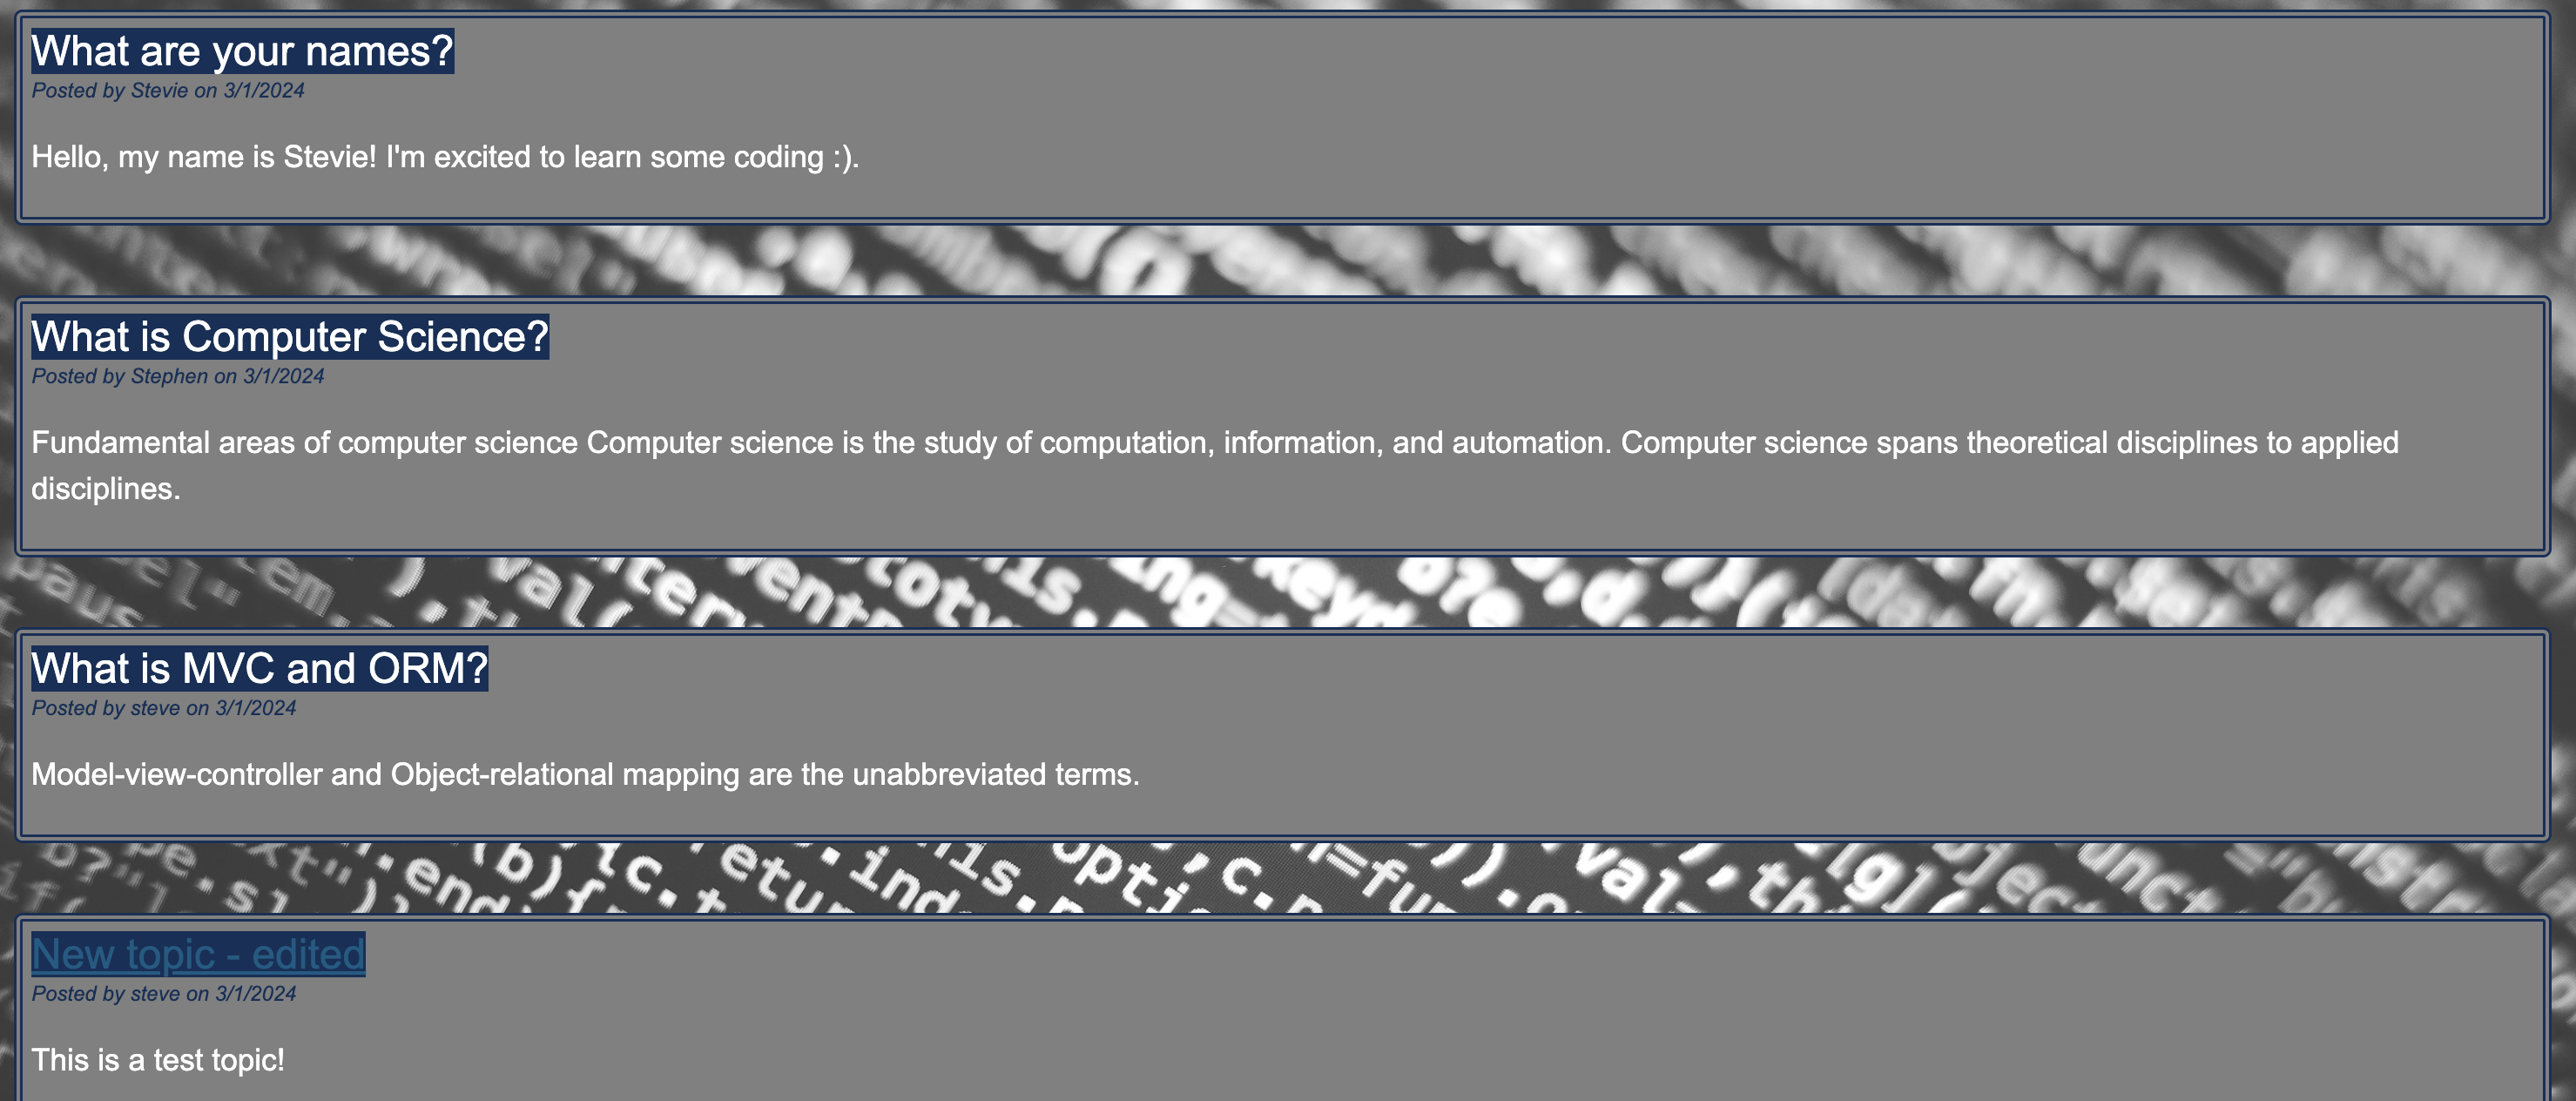 What are your names?
Posted by Stevie on 3/1/2024
Hello, my name is Stevie! I'm excited to learn some coding :).
What is Computer Science?
Posted by Stephen on 3/1/2024
Fundamental areas of computer science Computer science is the study of computation, information, and automation. Computer science spans theoretical disciplines to applied
disciplines.
What is MVC and ORM?
Posted by steve on 3/1/2024
Model-view-controller and Object-relational mapping are the unabbreviated terms.
New topic - edited
Posted by steve on 3/1/2024
This is a test topic!